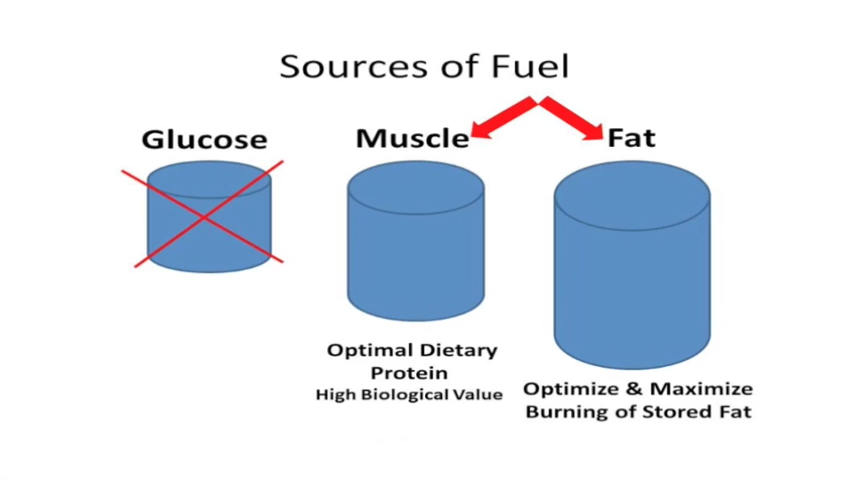 Sources of Fuel
Glucose
Muscle
Fat
Optimal Dietary
Protein
High Biological Value
Optimize & Maximize
Burning of Stored Fat